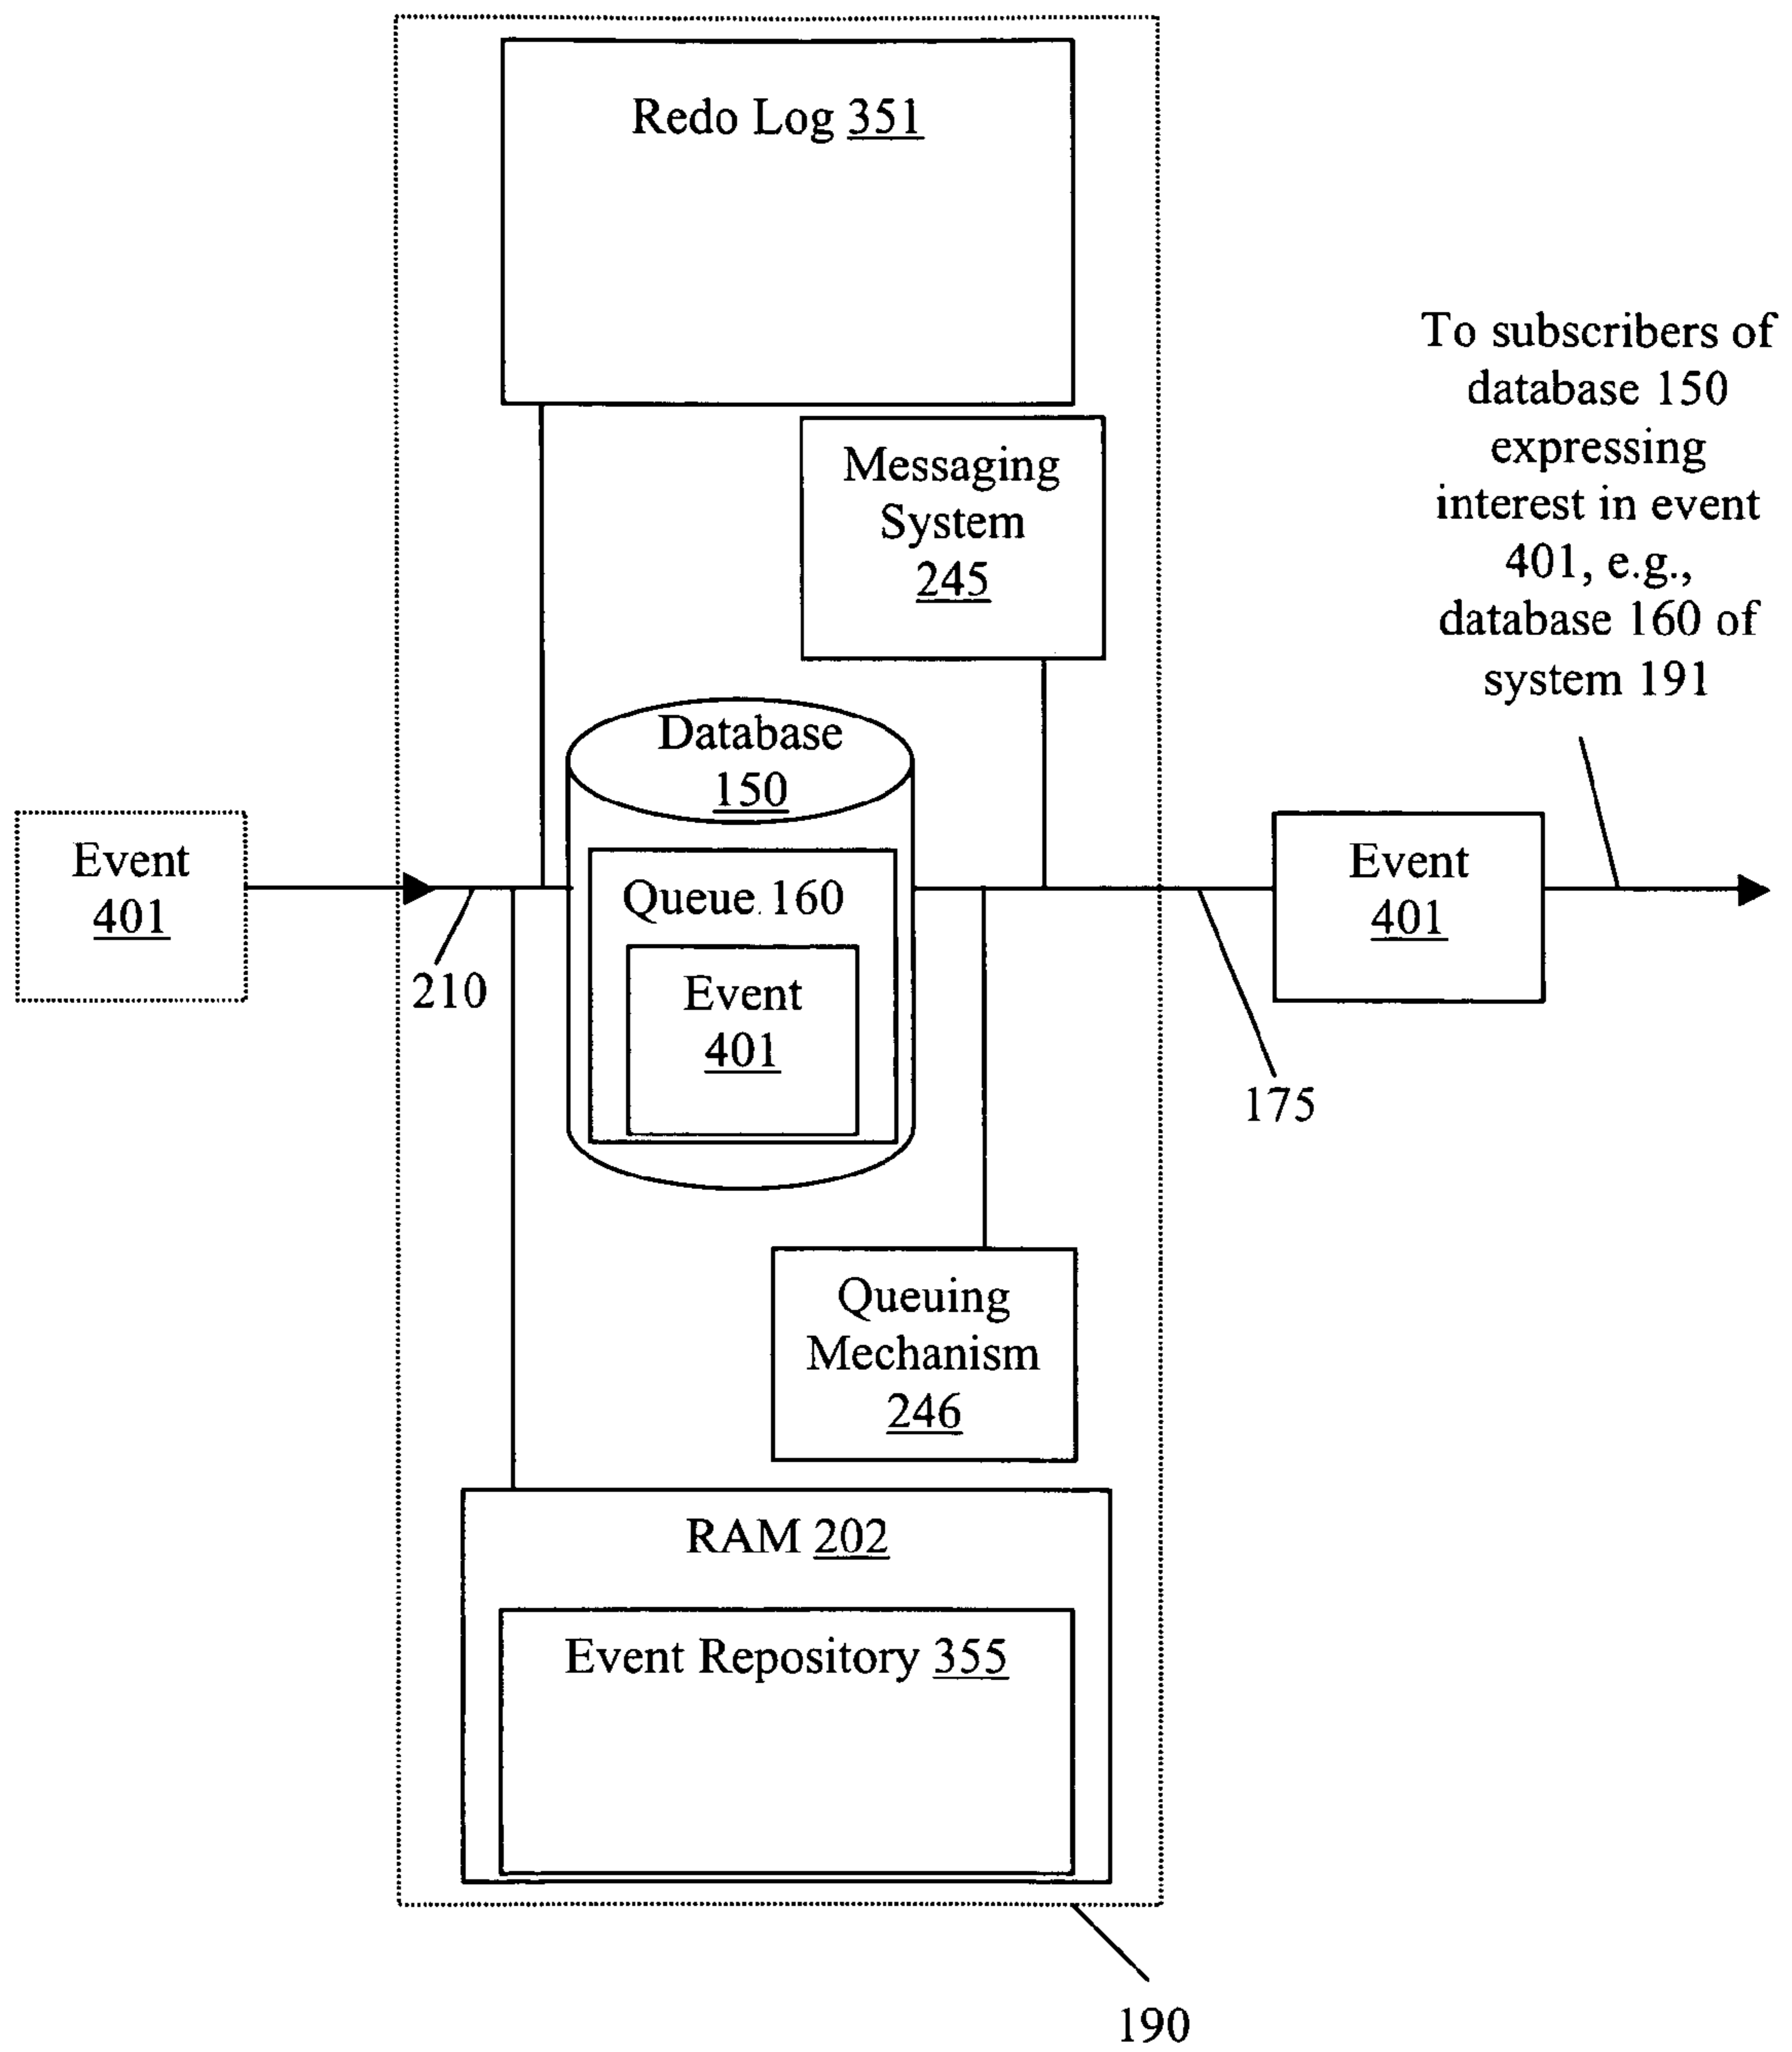 Redo Log 351
Messaging
System
245
To subscribers of
database 150
expressing
interest in event
401, e.g.,
database 160 of
system 191
Database
150
Event
401
Queue 160
Event
401
Event
401
210
175
Queuing
Mechanism
246
RAM 202
Event Repository 355
190